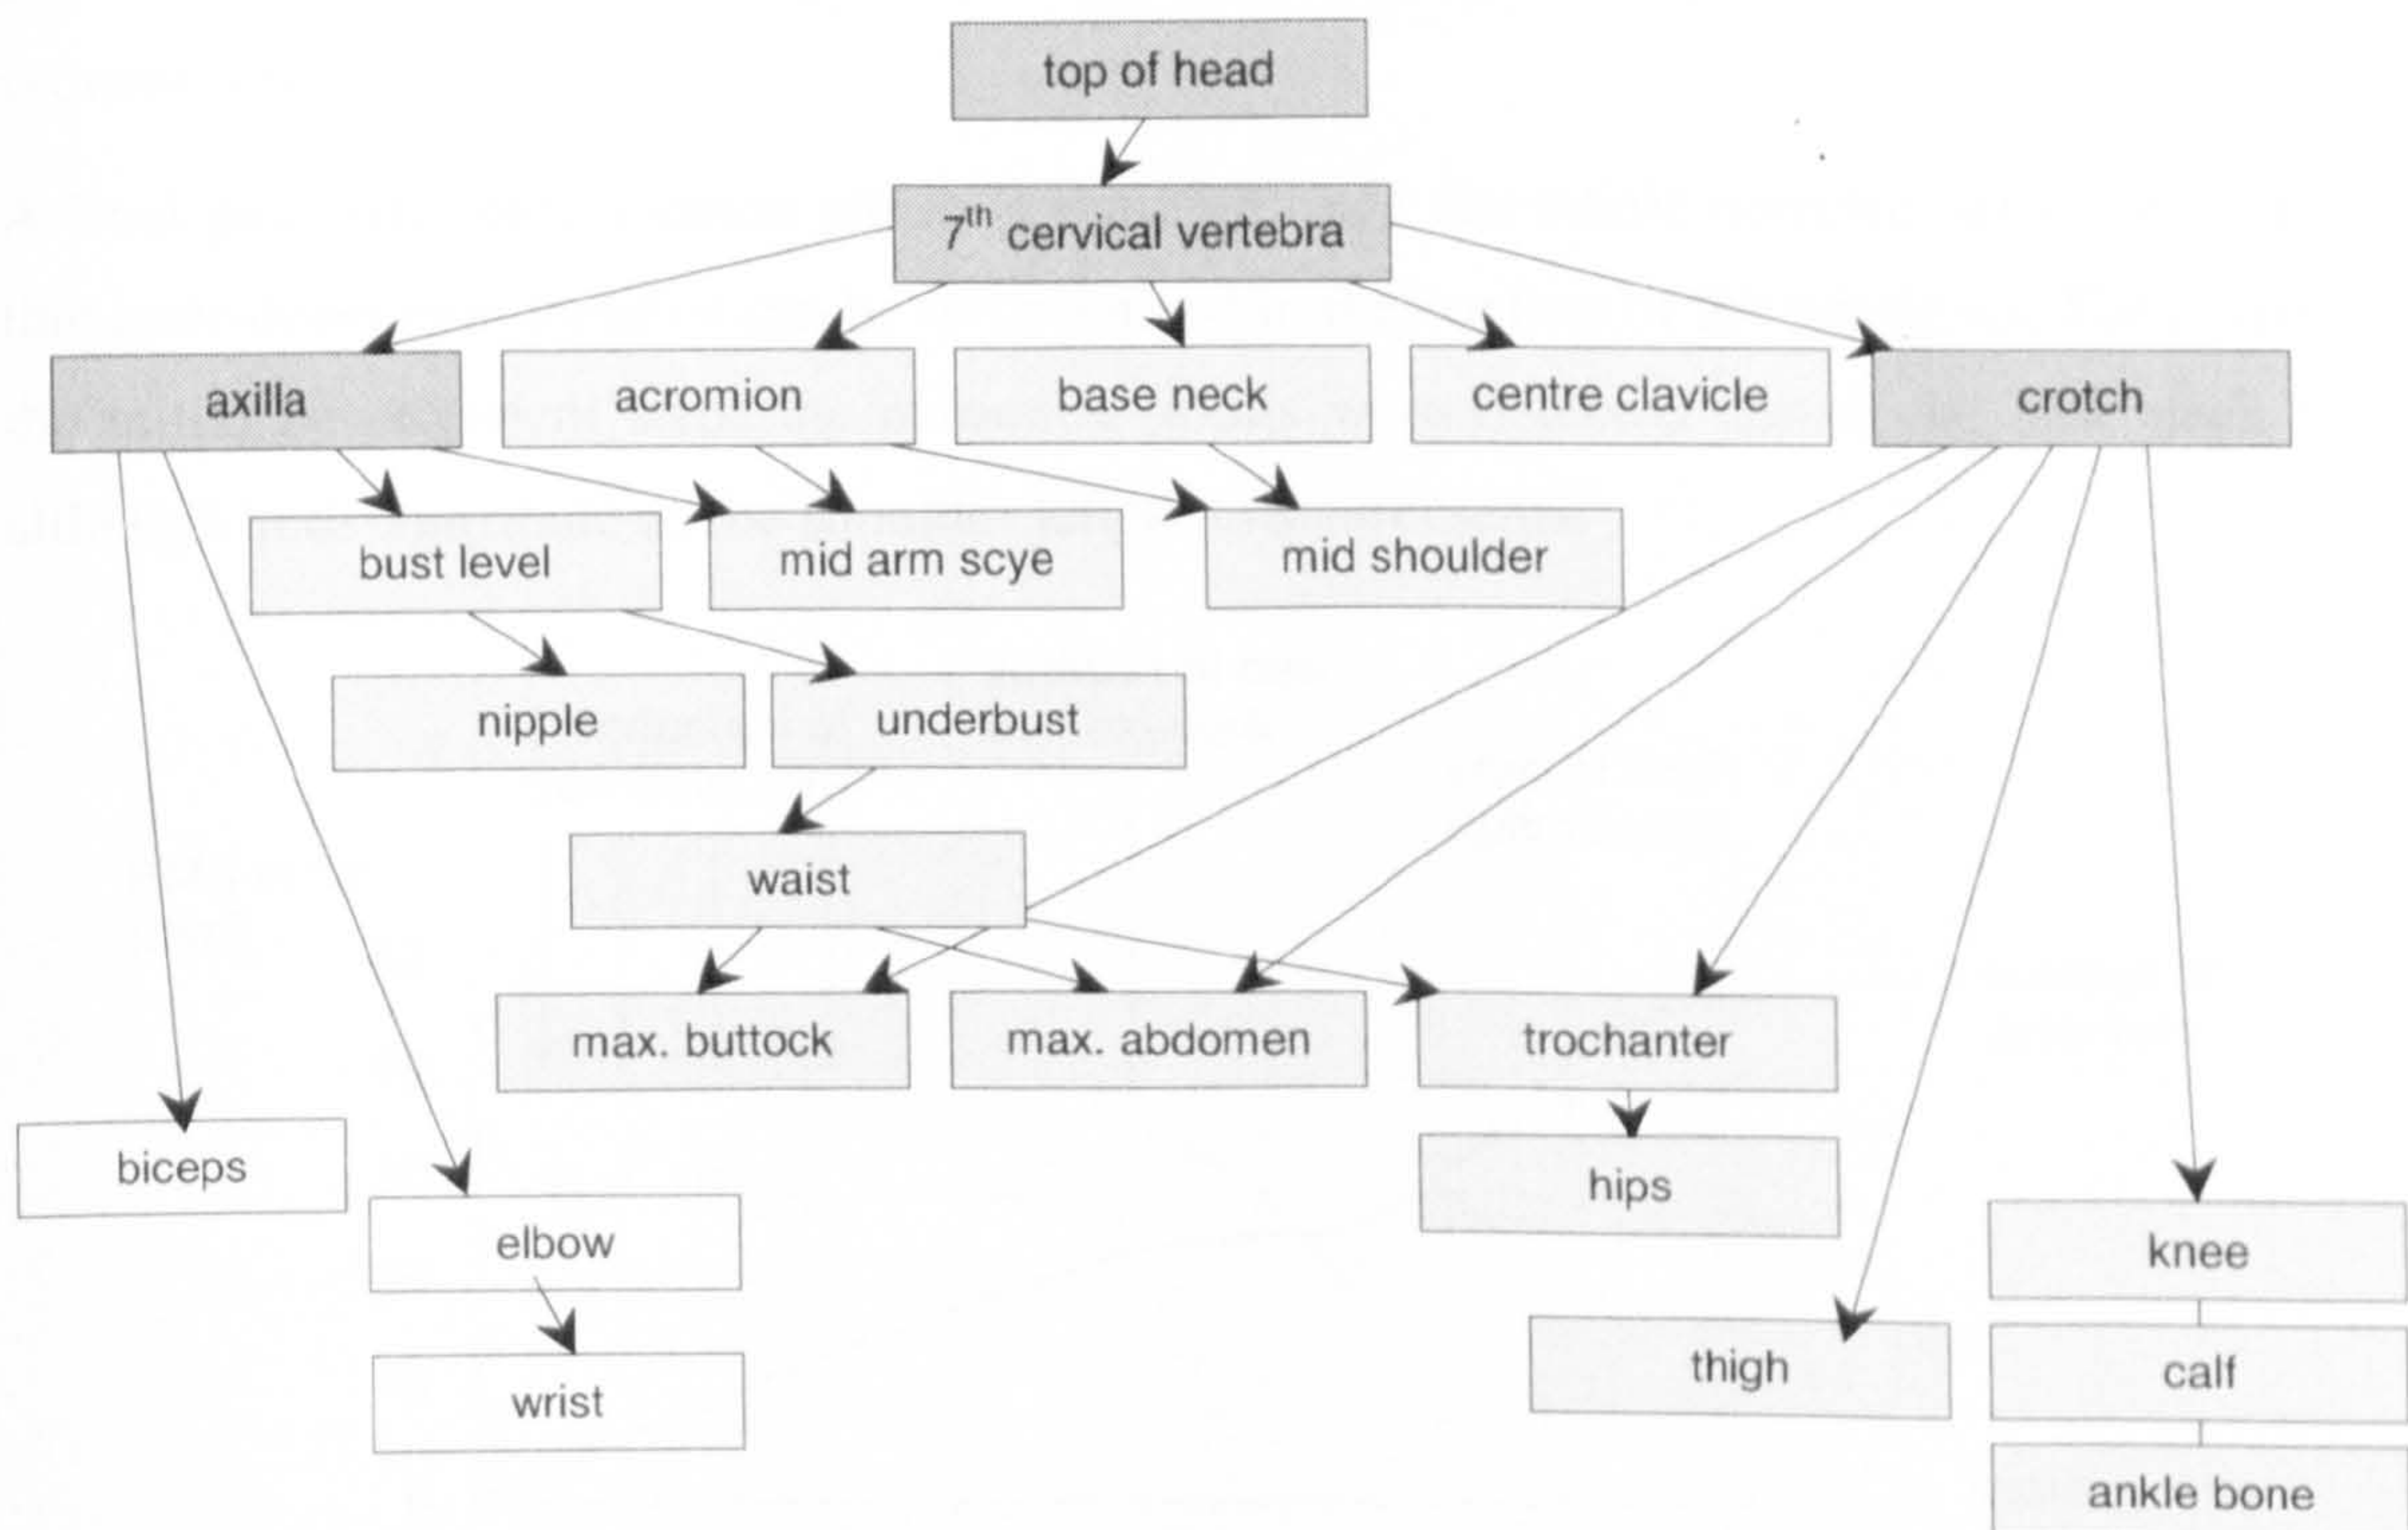 top of head
7th cervical vertebra
axilla
acromion
base neck
centre clavicle
crotch
bust level
mid arm scye
mid shoulder
nipple
underbust
waist
max. buttock
max. abdomen
trochanter
biceps
hips
elbow
knee
thigh
calf
wrist
ankle bone